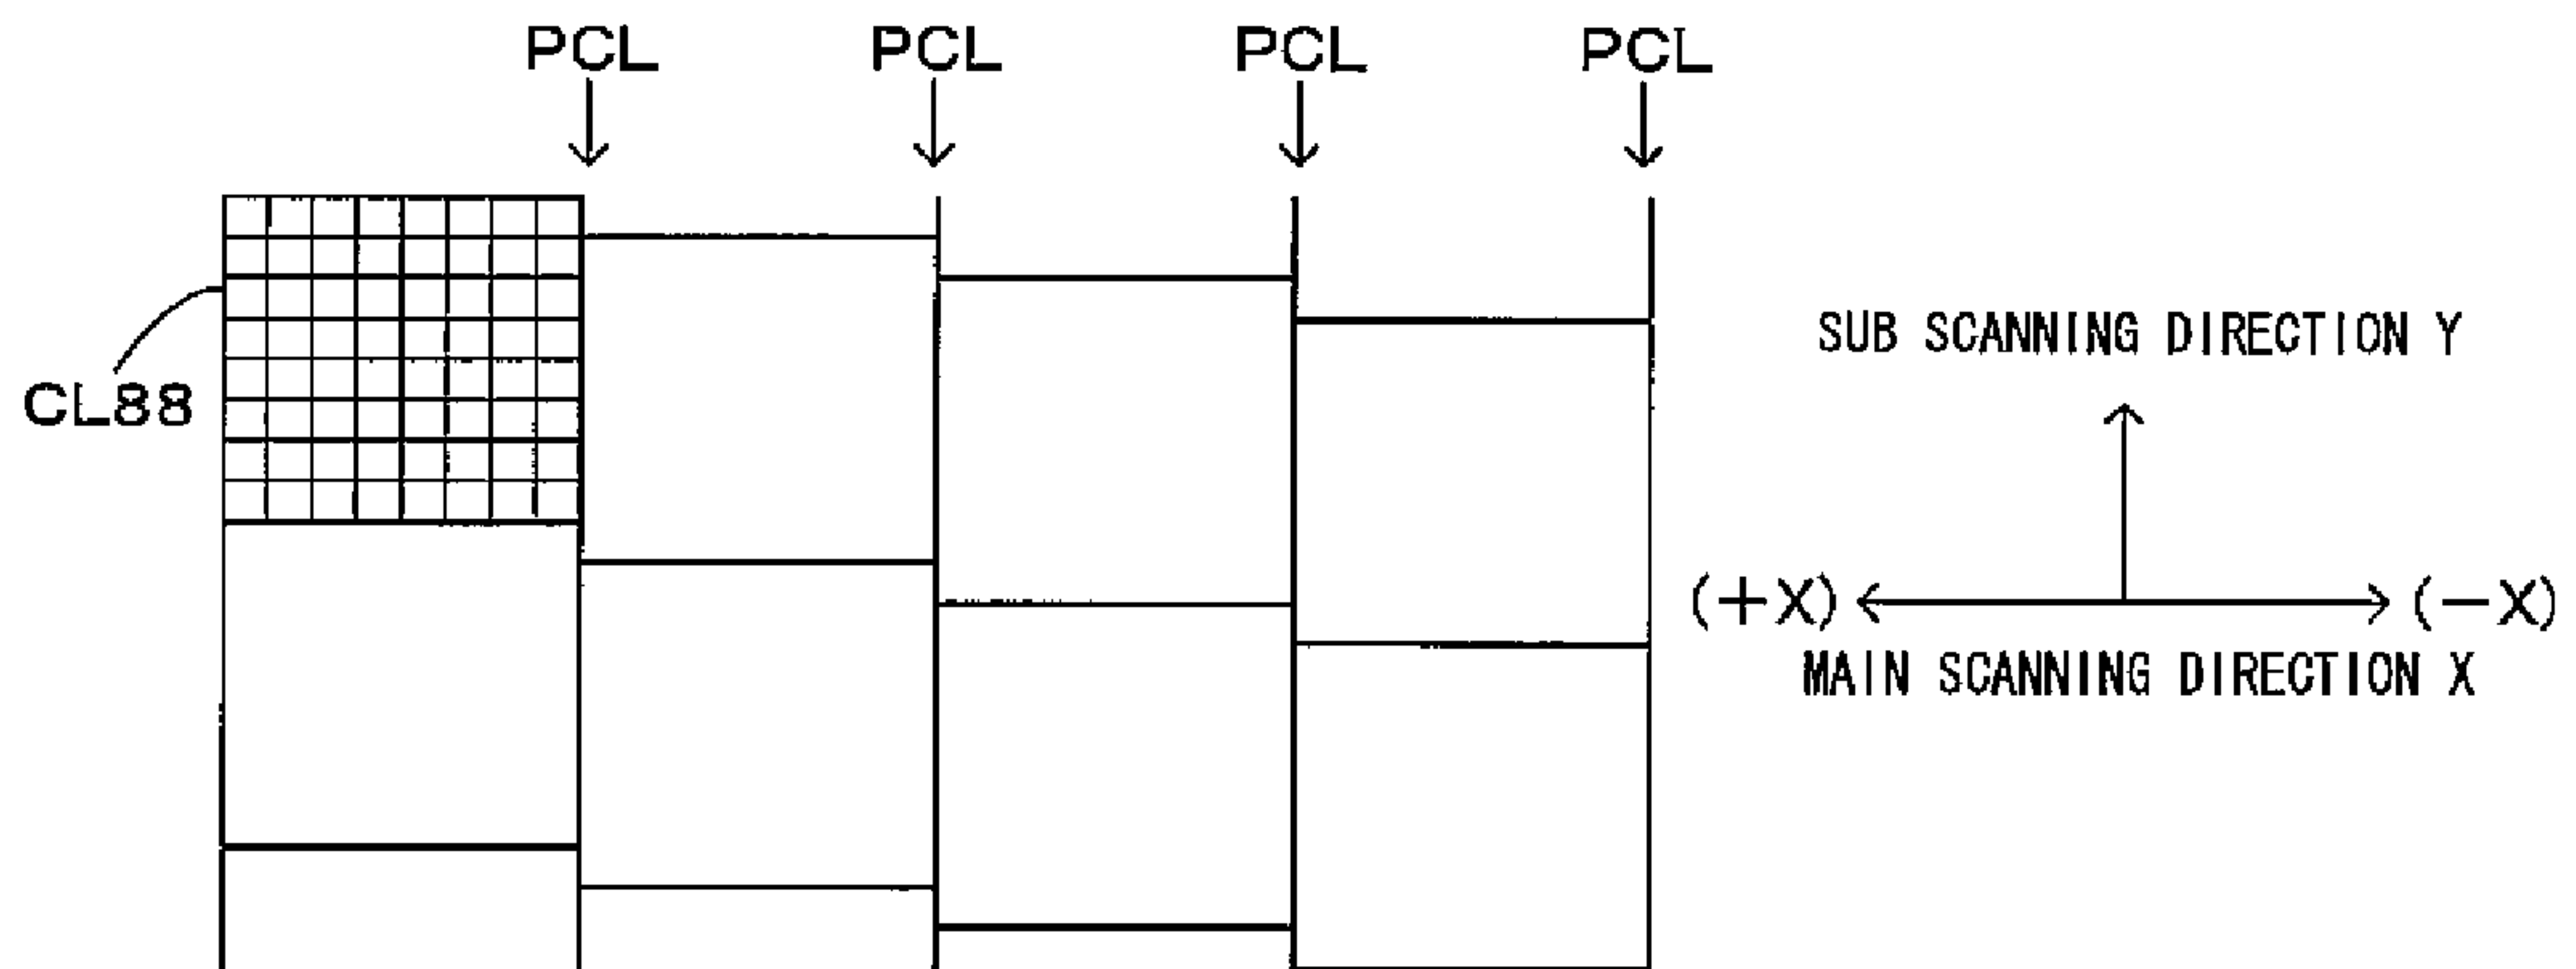 PCL PCL PCL PCL
CL88
SUB SCANNING DIRECTION Y
(+X) (−X)
MAIN SCANNING DIRECTION X